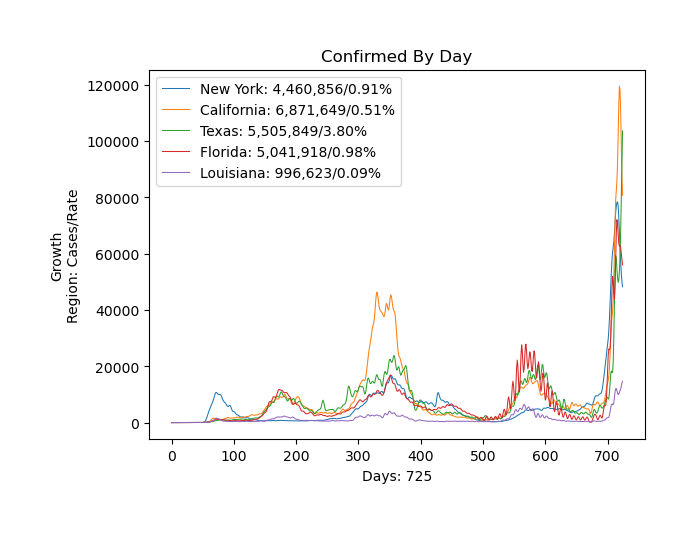 Confirmed By Day
120000
100000
80000
60000
40000
20000
0
Growth
Region: Cases/Rate
New York: 4,460,856/0.91%
California: 6,871,649/0.51%
Texas: 5,505,849/3.80%
Florida: 5,041,918/0.98%
Louisiana: 996,623/0.09%
0 100 200 300 400 500 600 700
Days: 725